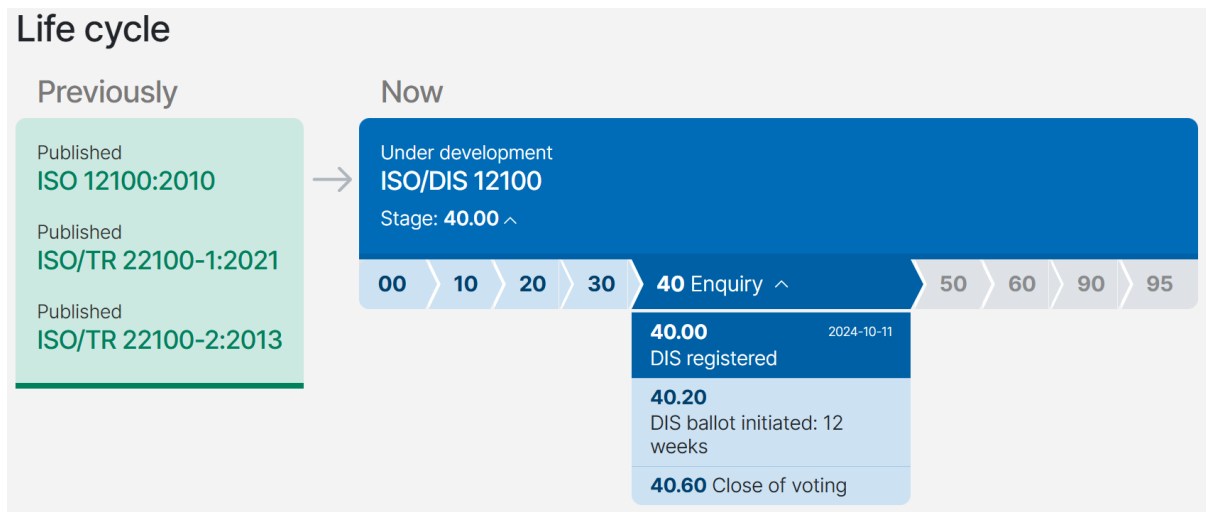 Life cycle
Previously
Now
Published
ISO 12100:2010
Published
ISO/TR 22100-1:2021
Published
ISO/TR 22100-2:2013
Under development
ISO/DIS 12100
Stage: 40.00
00 10 20 30 40 Enquiry 50 60 90 95
40.00 2024-10-11
DIS registered
40.20
DIS ballot initiated: 12
weeks
40.60 Close of voting